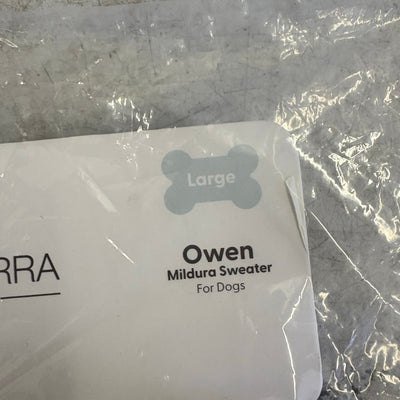 Large
Owen
Mildura Sweater
For Dogs
RRA